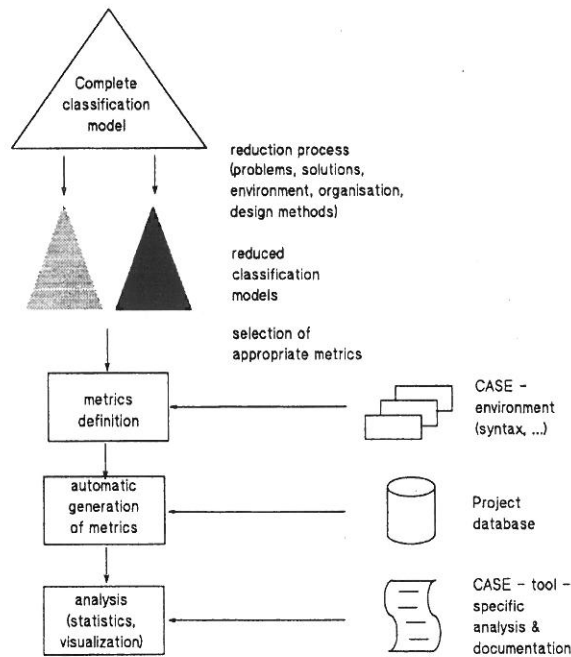 Complete
classification
model
reduction process
(problems, solutions,
environment, organisation,
design methods)
reduced
classification
models
selection of
appropriate metrics
metrics
definition
CASE –
environment
(syntax, ...)
automatic
generation
of metrics
Project
database
analysis
(statistics,
visualization)
CASE – tool –
specific
analysis &
documentation